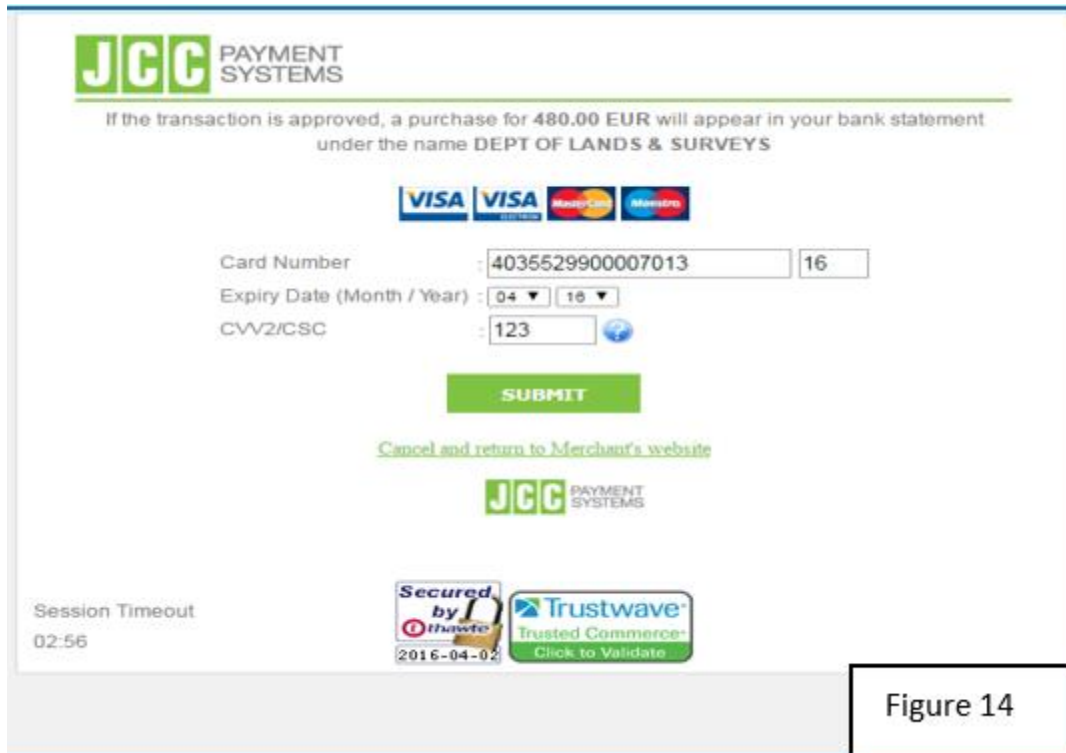 JCC PAYMENT SYSTEMS
If the transaction is approved, a purchase for 480.00 EUR will appear in your bank statement
under the name DEPT OF LANDS & SURVEYS
VISA VISA ELECTRON MasterCard Maestro
Card Number : 4035529900007013 16
Expiry Date (Month / Year) : 04 16
CVV2/CSC : 123 ?
SUBMIT
Cancel and return to Merchant's website
JCC PAYMENT SYSTEMS
Session Timeout
02:56
Secured by thawte
2016-04-02
Trustwave
Trusted Commerce
Click to Validate
Figure 14